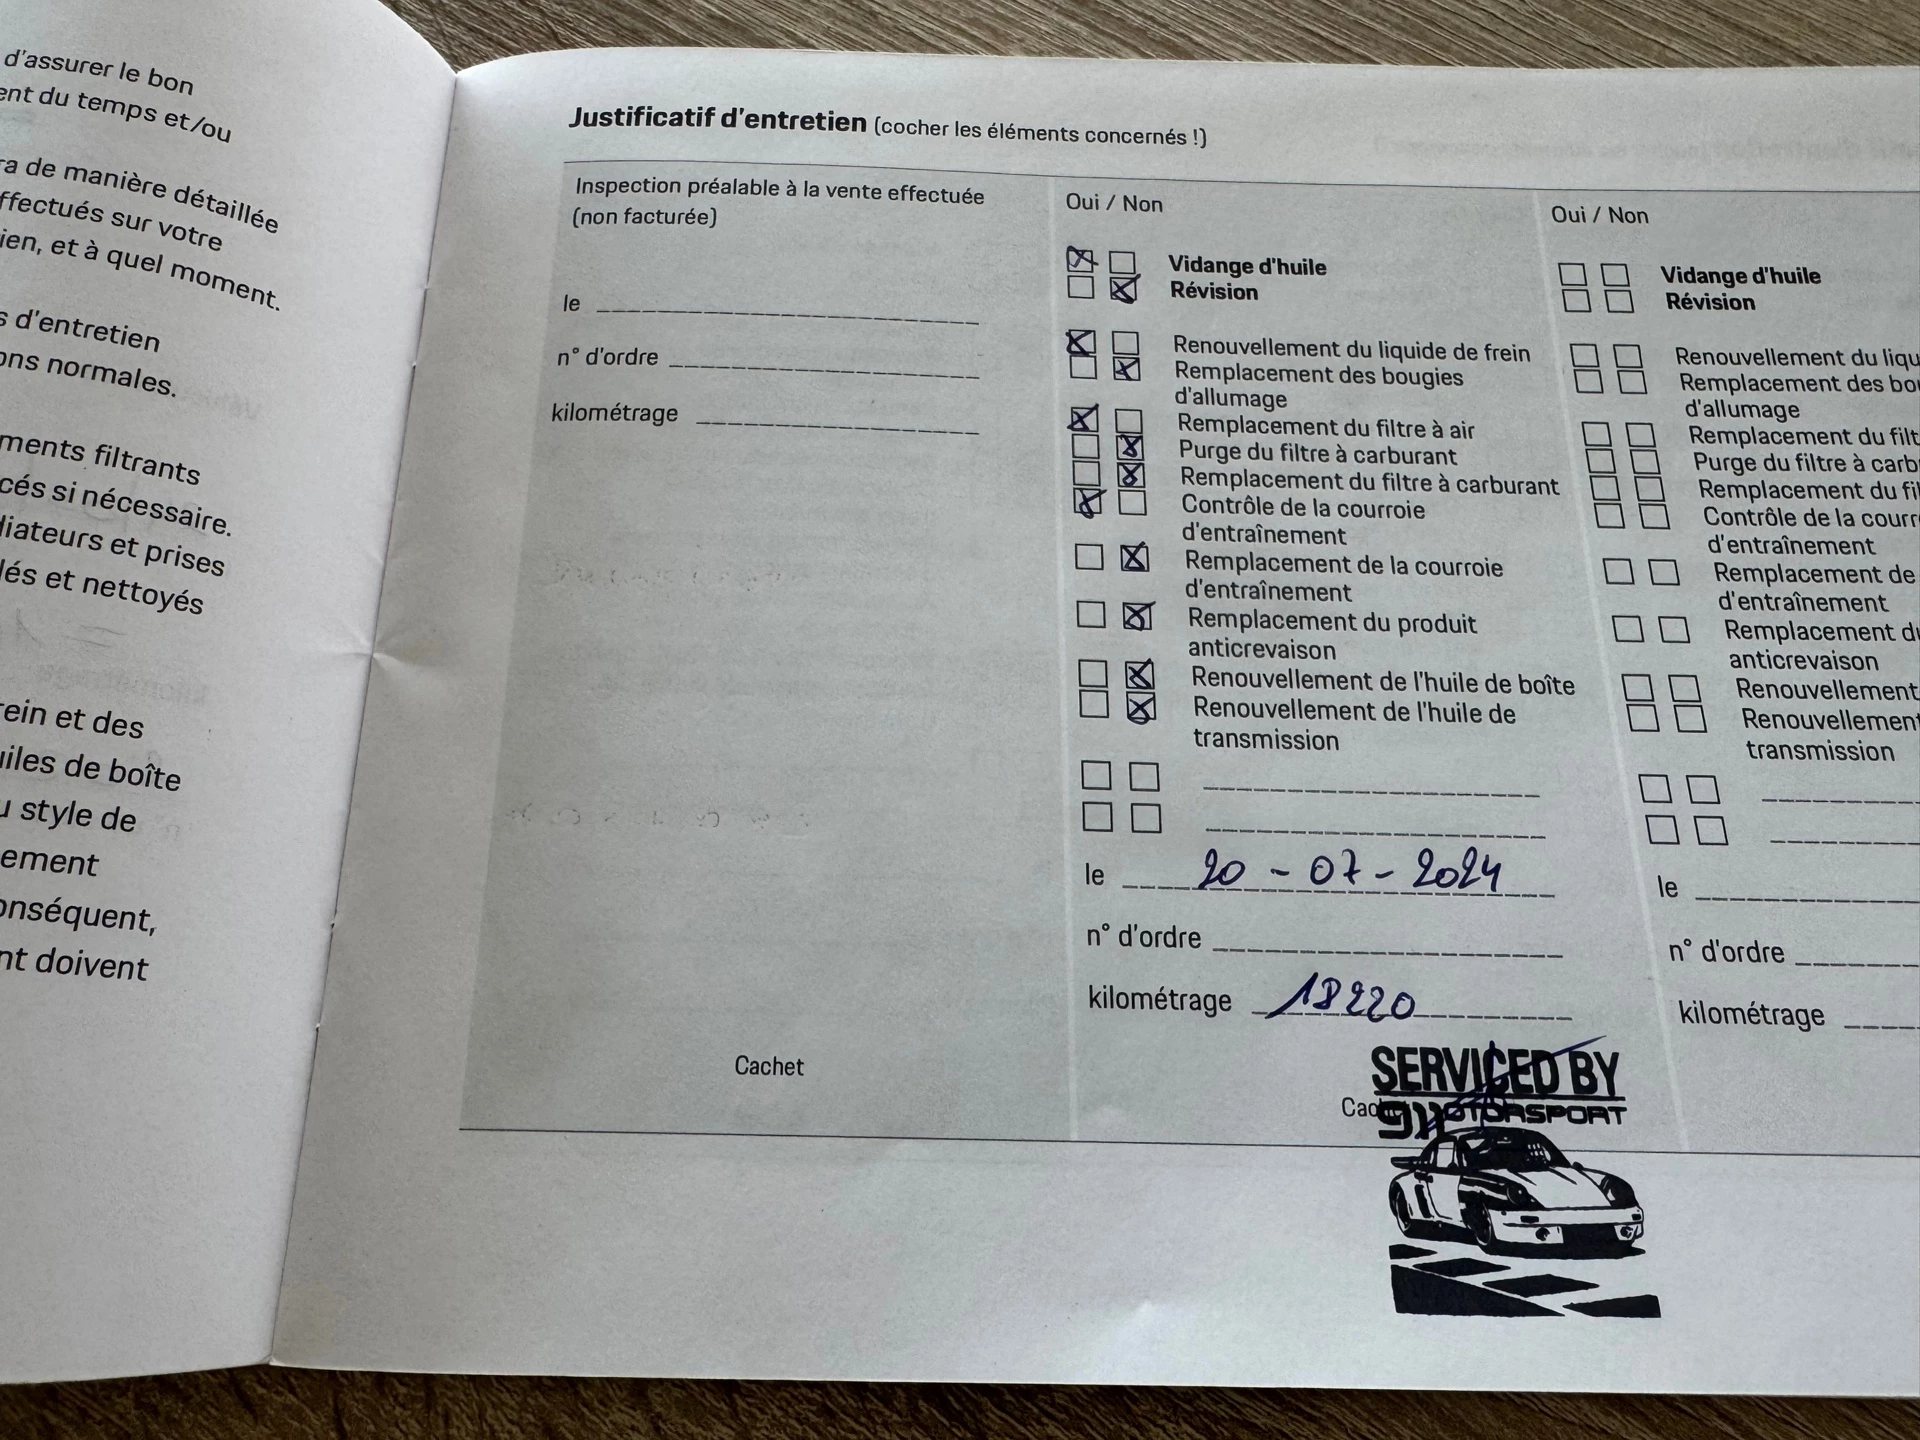 d'assurer le bon
ent du temps et/ou
ra de manière détaillée
ffectués sur votre
ien, et à quel moment.
s d'entretien
ons normales.
ments filtrants
cés si nécessaire.
diateurs et prises
lés et nettoyés
rein et des
uiles de boîte
u style de
ement
onséquent,
nt doivent
Justificatif d'entretien (cocher les éléments concernés !)
Inspection préalable à la vente effectuée
(non facturée)
le
n° d'ordre
kilométrage
Cachet
Oui / Non
Vidange d'huile
Révision
Renouvellement du liquide de frein
Remplacement des bougies
d'allumage
Remplacement du filtre à air
Purge du filtre à carburant
Remplacement du filtre à carburant
Contrôle de la courroie
d'entraînement
Remplacement de la courroie
d'entraînement
Remplacement du produit
anticrevaison
Renouvellement de l'huile de boîte
Renouvellement de l'huile de
transmission
le 20 - 07 - 2024
n° d'ordre
kilométrage 18220
SERVICED BY
911 MOTORSPORT
Oui / Non
Vidange d'huile
Révision
Renouvellement du liqu
Remplacement des bou
d'allumage
Remplacement du filt
Purge du filtre à carb
Remplacement du fil
Contrôle de la courr
d'entraînement
Remplacement de
d'entraînement
Remplacement du
anticrevaison
Renouvellement
Renouvellement
transmission
le
n° d'ordre
kilométrage